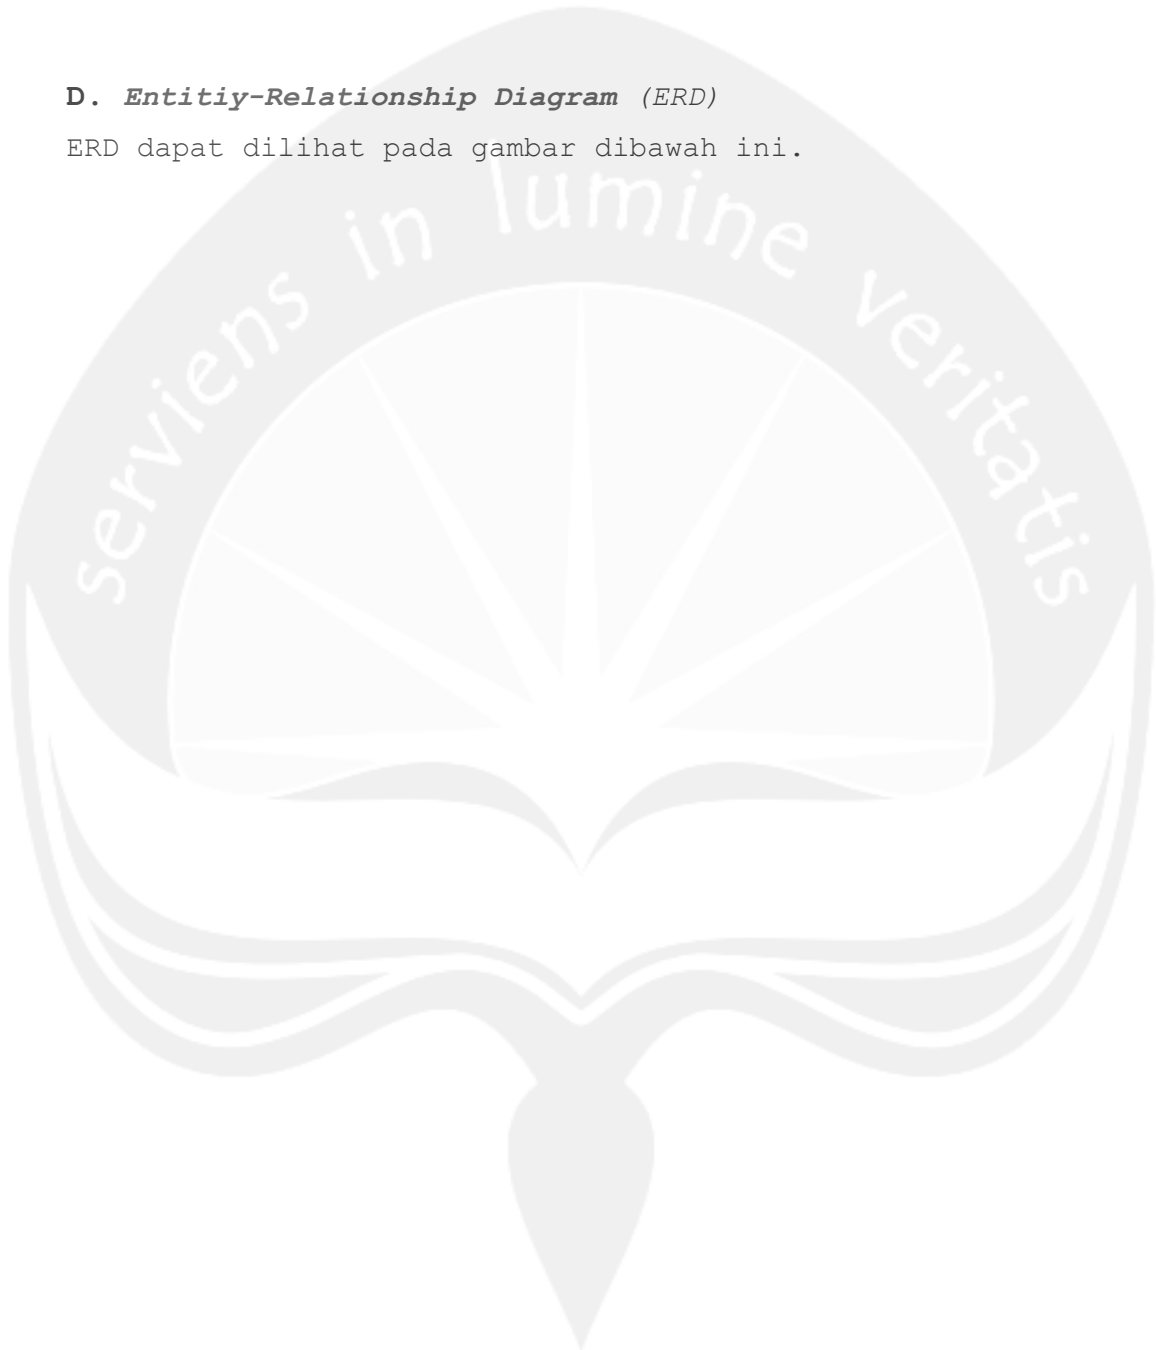 D. Entitiy-Relationship Diagram (ERD)
ERD dapat dilihat pada gambar dibawah ini.
serviens in lumine veritatis